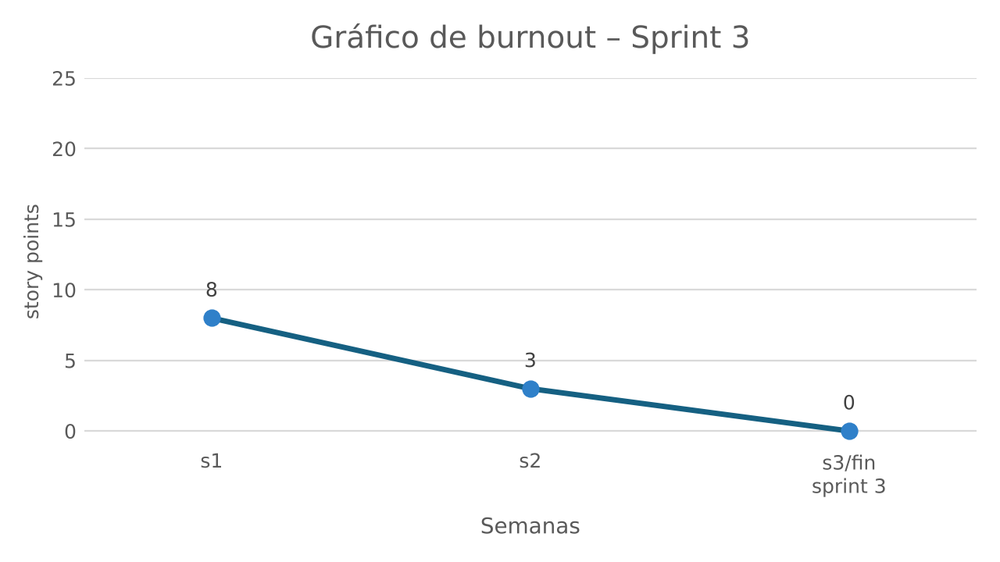 Gráfico de burnout – Sprint 3
25
20
15
10
5
0
story points
8
3
0
s1
s2
s3/fin
sprint 3
Semanas